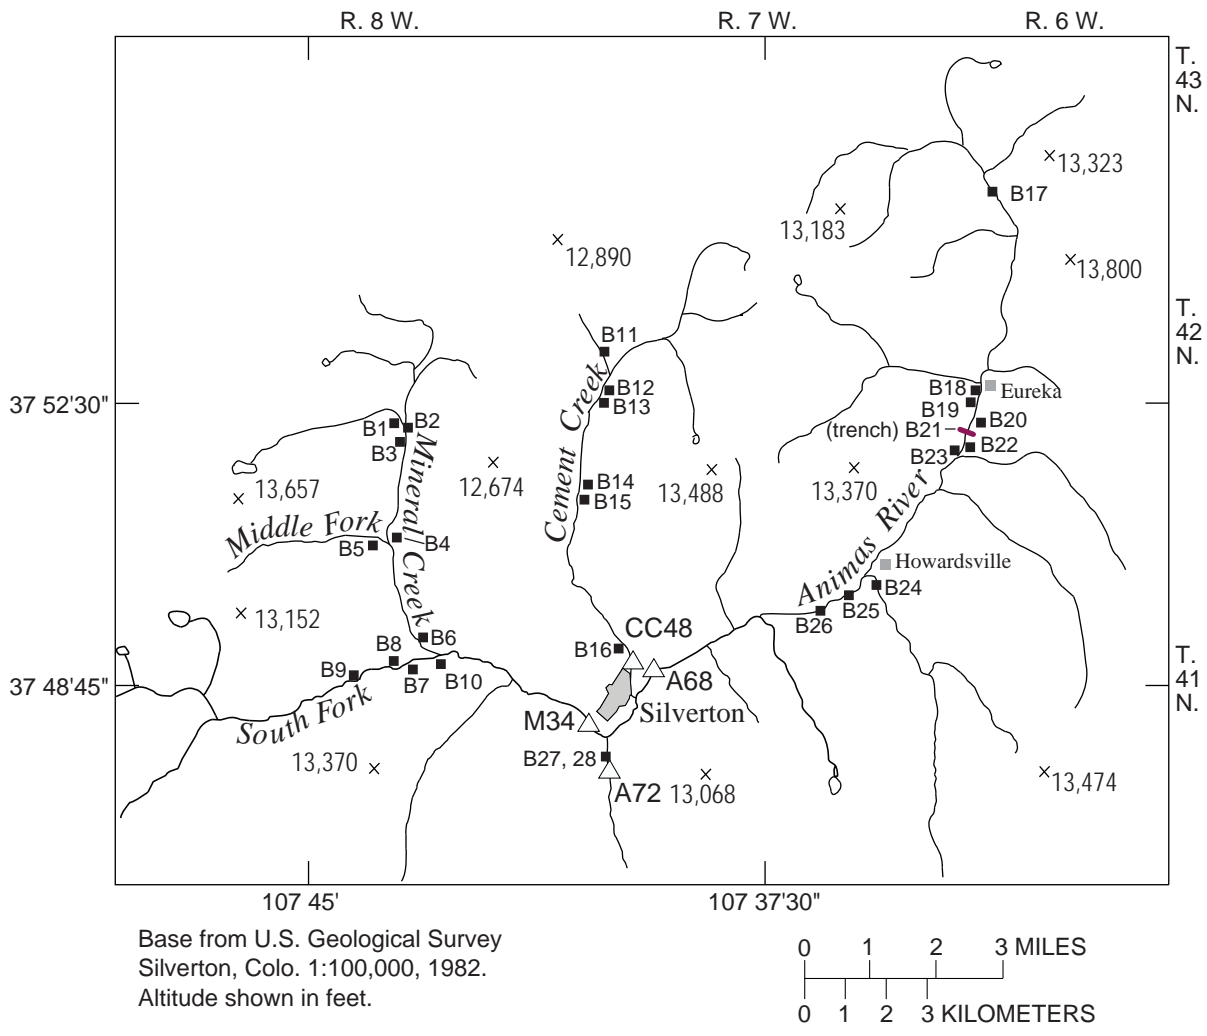 R. 8 W.
R. 7 W.
R. 6 W.
T.
43
N.
13,323
B17
13,183
12,890
13,800
T.
42
N.
B11
B12
B13
Cement Creek
37 52'30"
B18
Eureka
B19
B20
(trench) B21
B22
B23
B1
B2
B3
Mineral Creek
13,657
12,674
B14
B15
13,488
13,370
Middle Fork
B4
B5
Animas River
Howardsville
B24
B25
B26
13,152
B6
B8
B7
B9
B10
South Fork
B16
CC48
A68
37 48'45"
T.
41
N.
M34
Silverton
B27, 28
A72
13,370
13,068
13,474
107 45'
107 37'30"
Base from U.S. Geological Survey
Silverton, Colo. 1:100,000, 1982.
Altitude shown in feet.
0 1 2 3 MILES
0 1 2 3 KILOMETERS